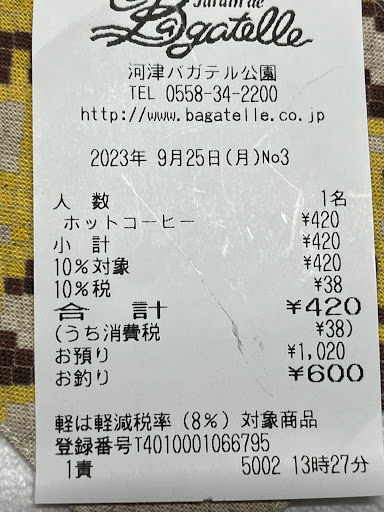 Jardin de
Bagatelle
河津バガテル公園
TEL 0558-34-2200
http://www.bagatelle.co.jp
2023年 9月25日(月)No3
人 数 1名
ホットコーヒー ¥420
小 計 ¥420
10%対象 ¥420
10%税 ¥38
合 計 ¥420
(うち消費税 ¥38)
お預り ¥1,020
お釣り ¥600
軽は軽減税率(8%)対象商品
登録番号T4010001066795
1責 5002 13時27分